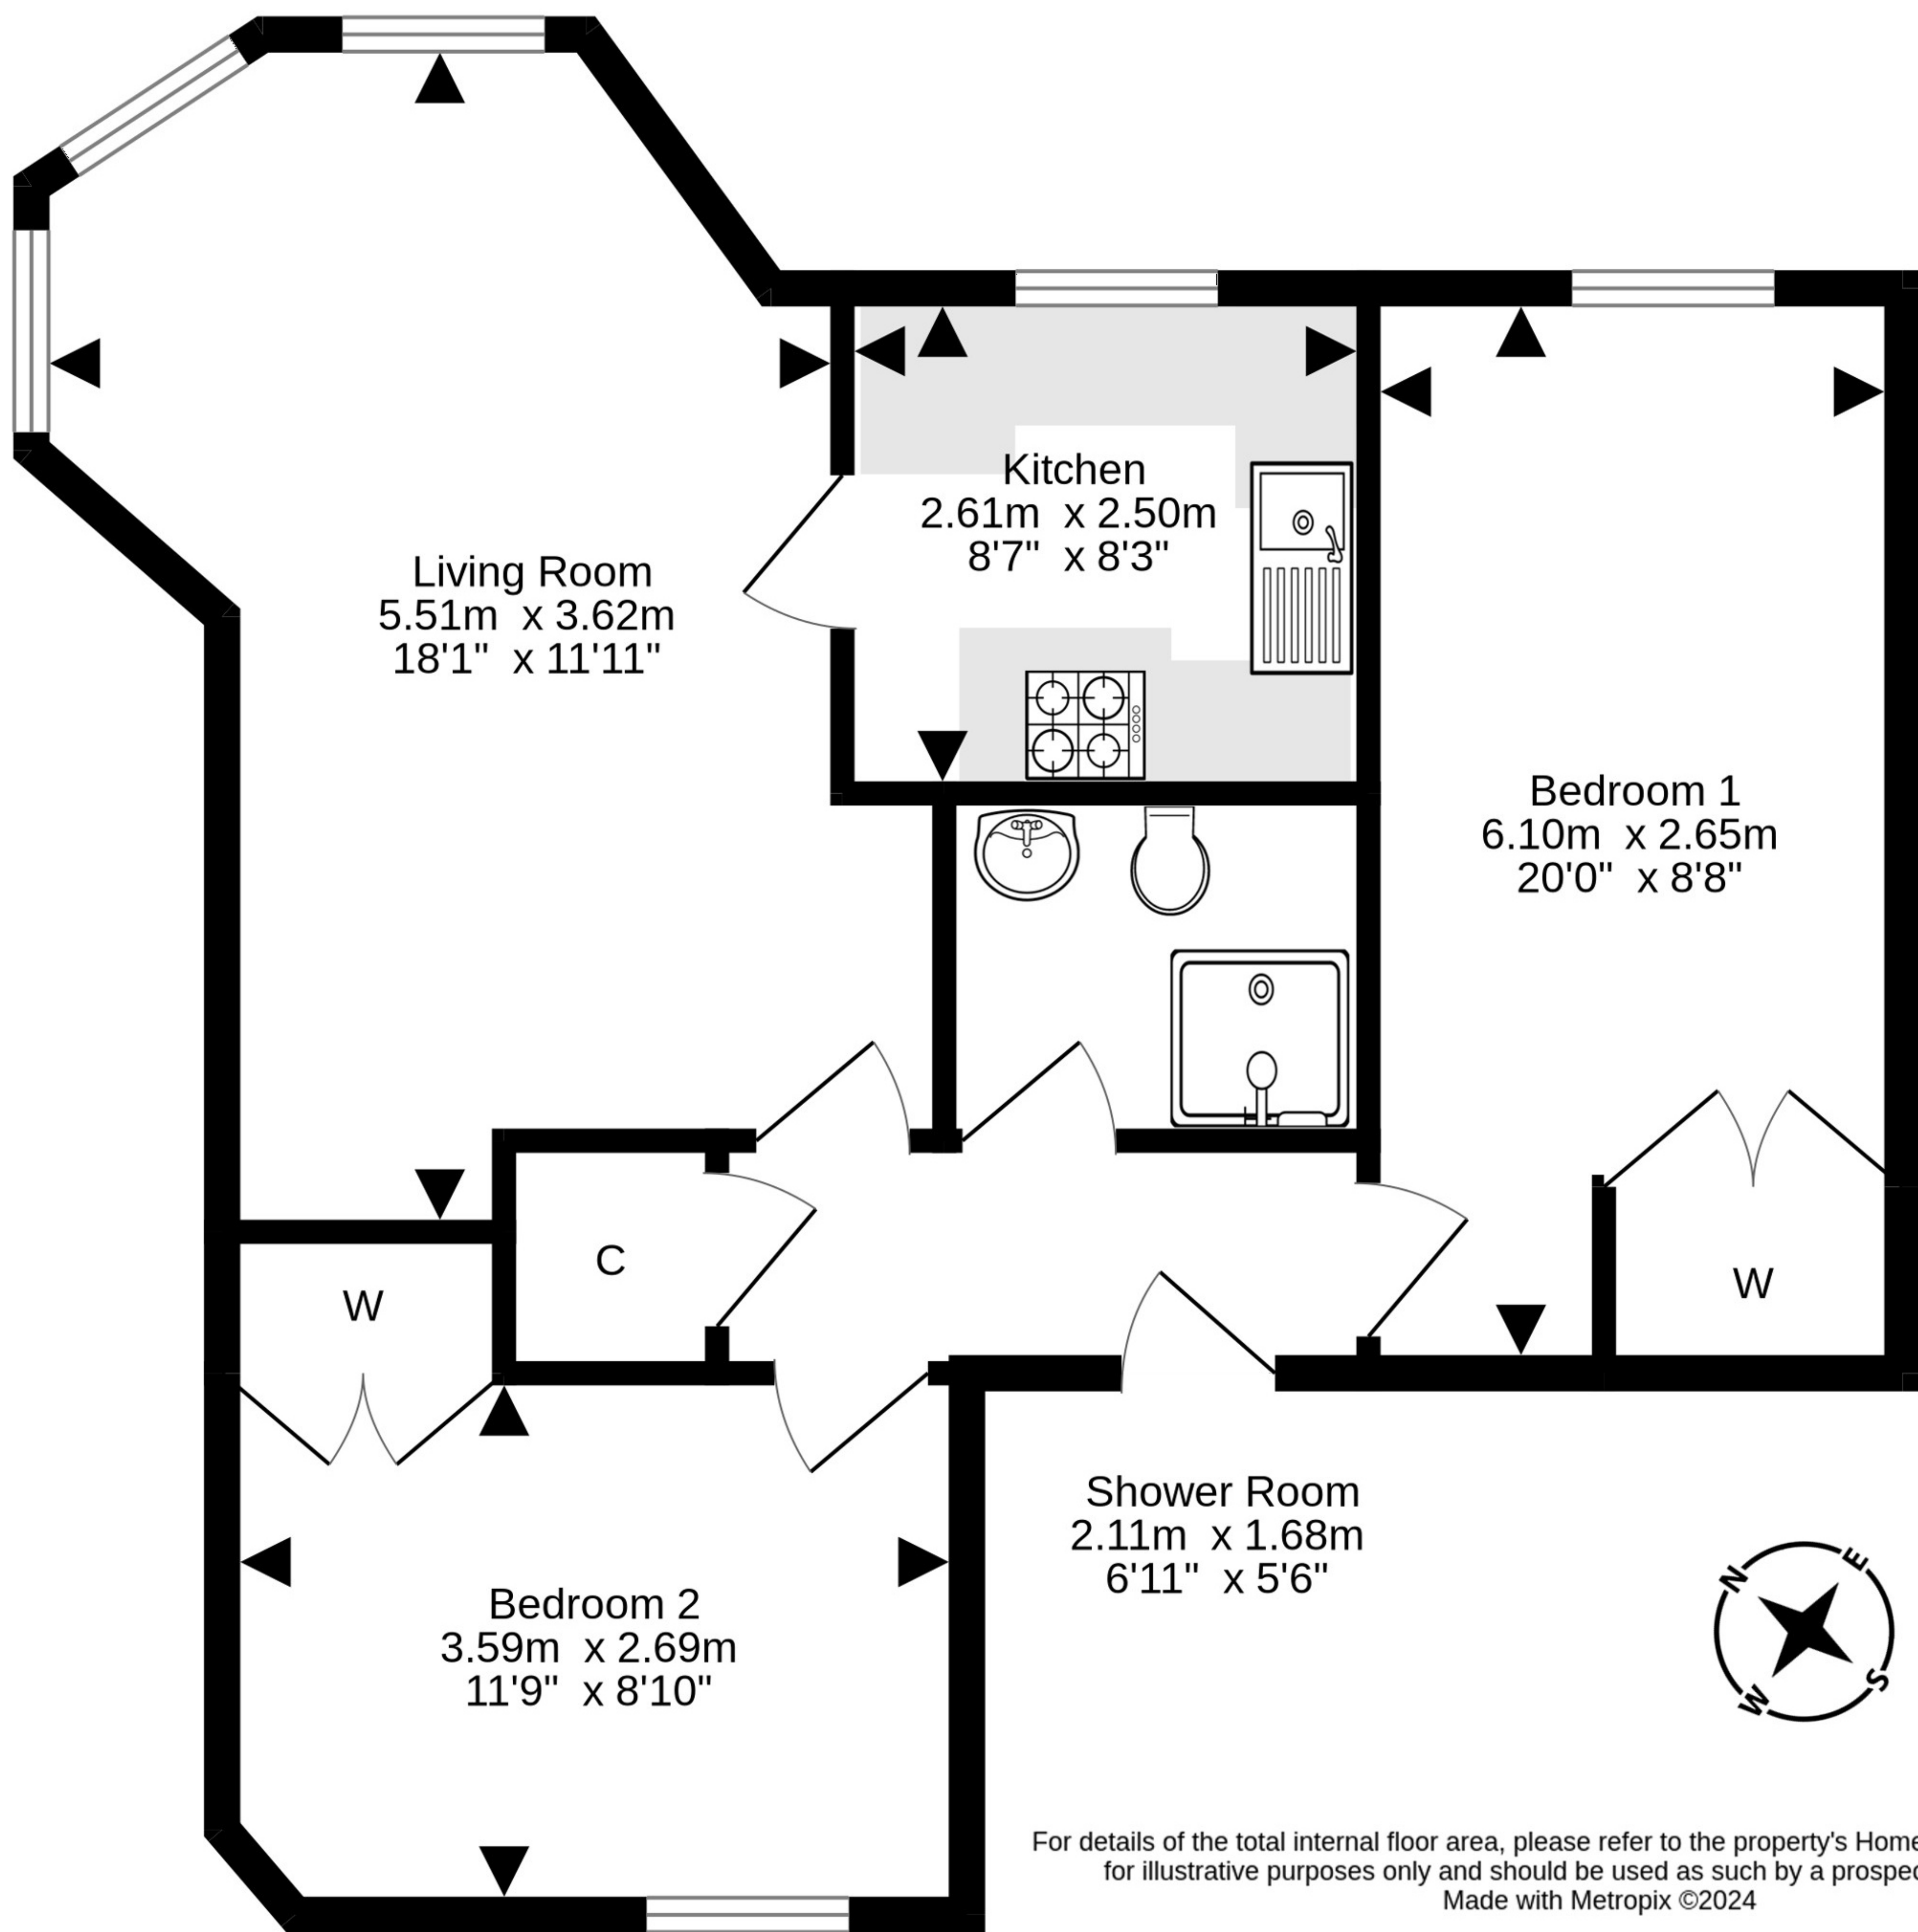 Kitchen
2.61m x 2.50m
8'7" x 8'3"
Living Room
5.51m x 3.62m
18'1" x 11'11"
Bedroom 1
6.10m x 2.65m
20'0" x 8'8"
C
W
W
Shower Room
2.11m x 1.68m
6'11" x 5'6"
Bedroom 2
3.59m x 2.69m
11'9" x 8'10"
N
E
S
W
For details of the total internal floor area, please refer to the property's Home
for illustrative purposes only and should be used as such by a prospec
Made with Metropix ©2024